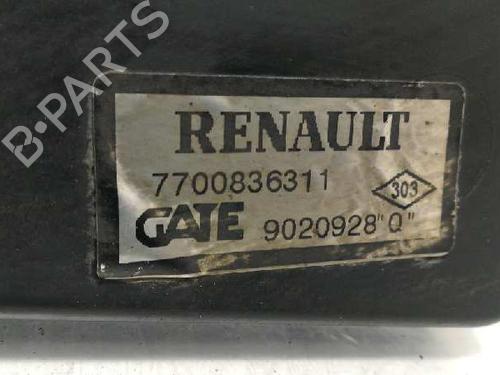 B-PARTS
RENAULT
7700836311
303
GATE 9020928"Q"